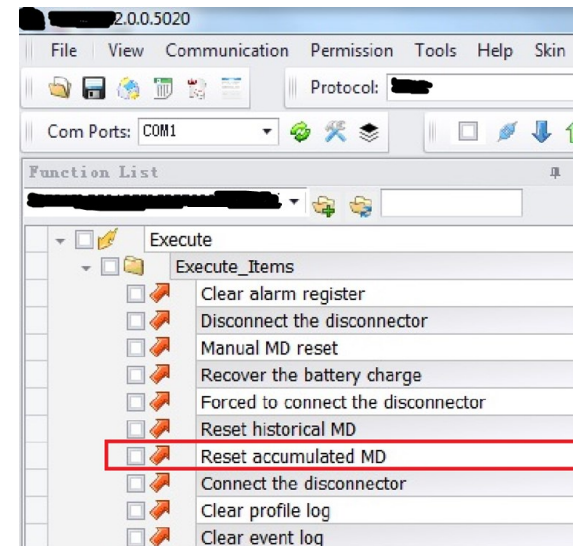 2.0.0.5020
File View Communication Permission Tools Help Skin
Protocol:
Com Ports: COM1
Function List
Execute
Execute_Items
Clear alarm register
Disconnect the disconnector
Manual MD reset
Recover the battery charge
Forced to connect the disconnector
Reset historical MD
Reset accumulated MD
Connect the disconnector
Clear profile log
Clear event log